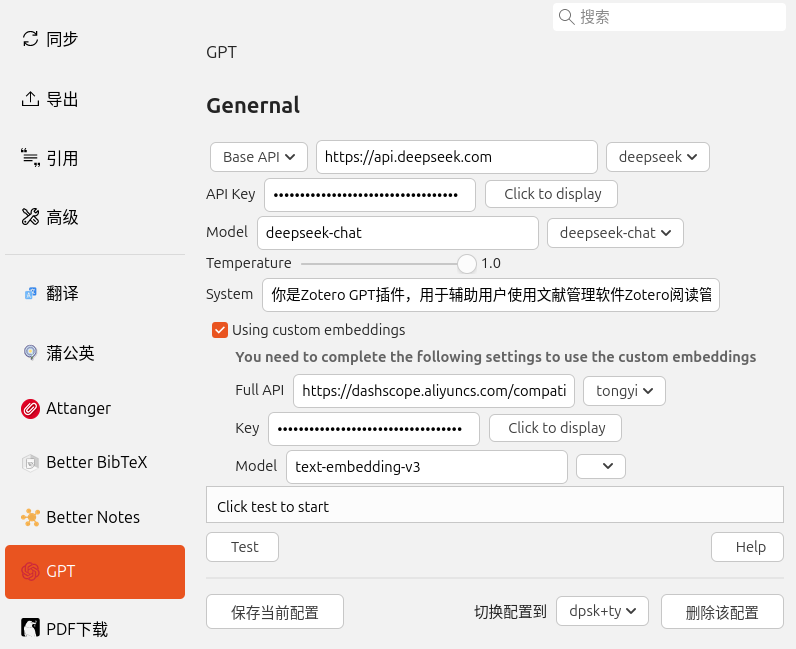 搜索
同步
导出
引用
高级
翻译
蒲公英
Attanger
Better BibTeX
Better Notes
GPT
PDF下载
GPT
Genernal
Base API https://api.deepseek.com deepseek
API Key •••••••••••••••••••••••••••••••••• Click to display
Model deepseek-chat deepseek-chat
Temperature 1.0
System 你是Zotero GPT插件，用于辅助用户使用文献管理软件Zotero阅读管
Using custom embeddings
You need to complete the following settings to use the custom embeddings
Full API https://dashscope.aliyuncs.com/compati tongyi
Key •••••••••••••••••••••••••••••••••• Click to display
Model text-embedding-v3
Click test to start
Test Help
保存当前配置 切换配置到 dpsk+ty 删除该配置